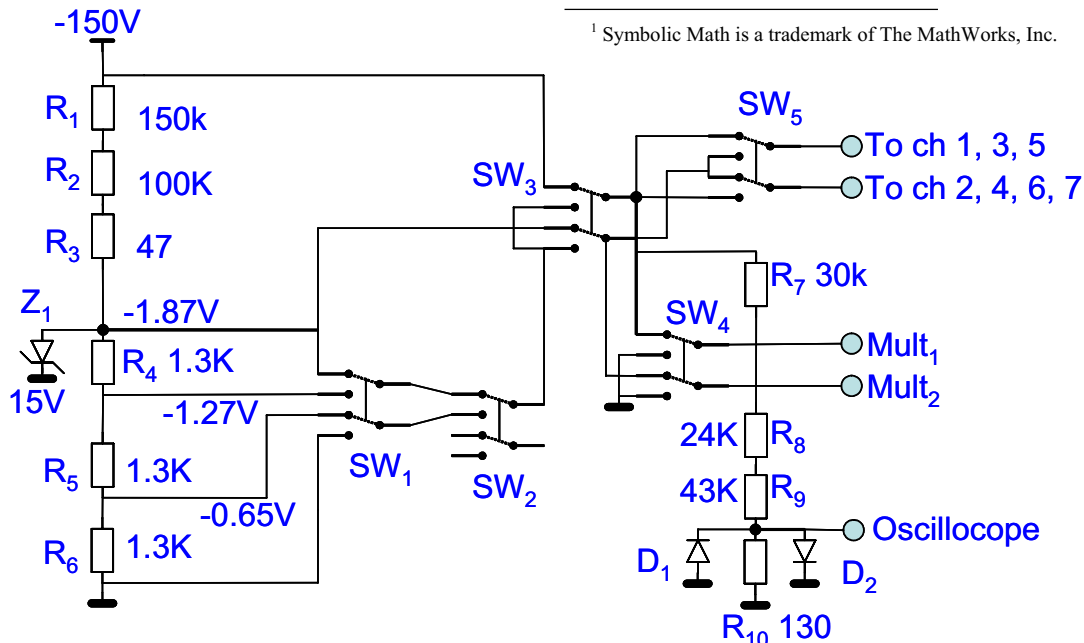 -150V
1 Symbolic Math is a trademark of The MathWorks, Inc.
R1 150k
R2 100K
R3 47
Z1
-1.87V
15V
R4 1.3K
-1.27V
R5 1.3K
-0.65V
R6 1.3K
SW1
SW2
SW3
SW4
SW5
To ch 1, 3, 5
To ch 2, 4, 6, 7
R7 30k
Mult1
Mult2
24K R8
43K R9
Oscillocope
D1
D2
R10 130